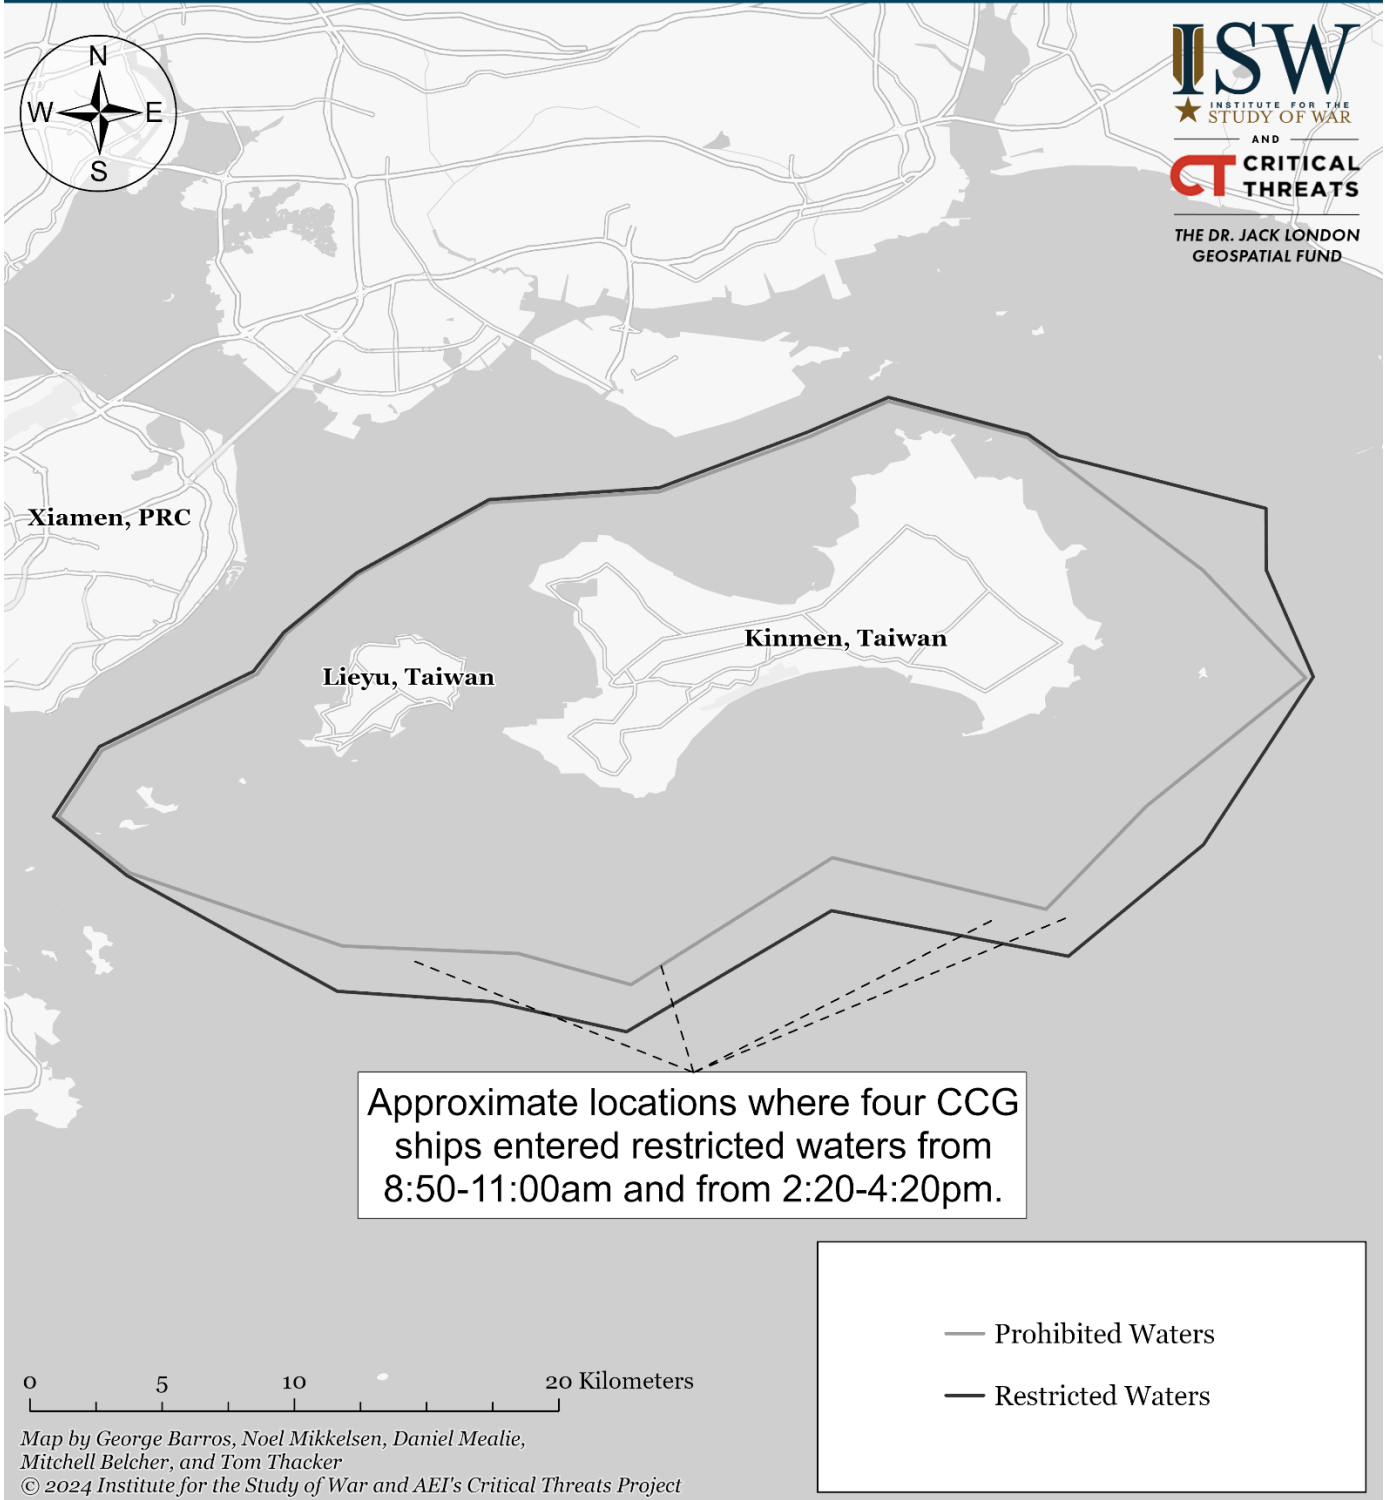 N
W E
S
ISW
INSTITUTE FOR THE
STUDY OF WAR
AND
CT CRITICAL
THREATS
THE DR. JACK LONDON
GEOSPATIAL FUND
Xiamen, PRC
Kinmen, Taiwan
Lieyu, Taiwan
Approximate locations where four CCG
ships entered restricted waters from
8:50-11:00am and from 2:20-4:20pm.
Prohibited Waters
Restricted Waters
0 5 10 20 Kilometers
Map by George Barros, Noel Mikkelsen, Daniel Mealie,
Mitchell Belcher, and Tom Thacker
© 2024 Institute for the Study of War and AEI's Critical Threats Project